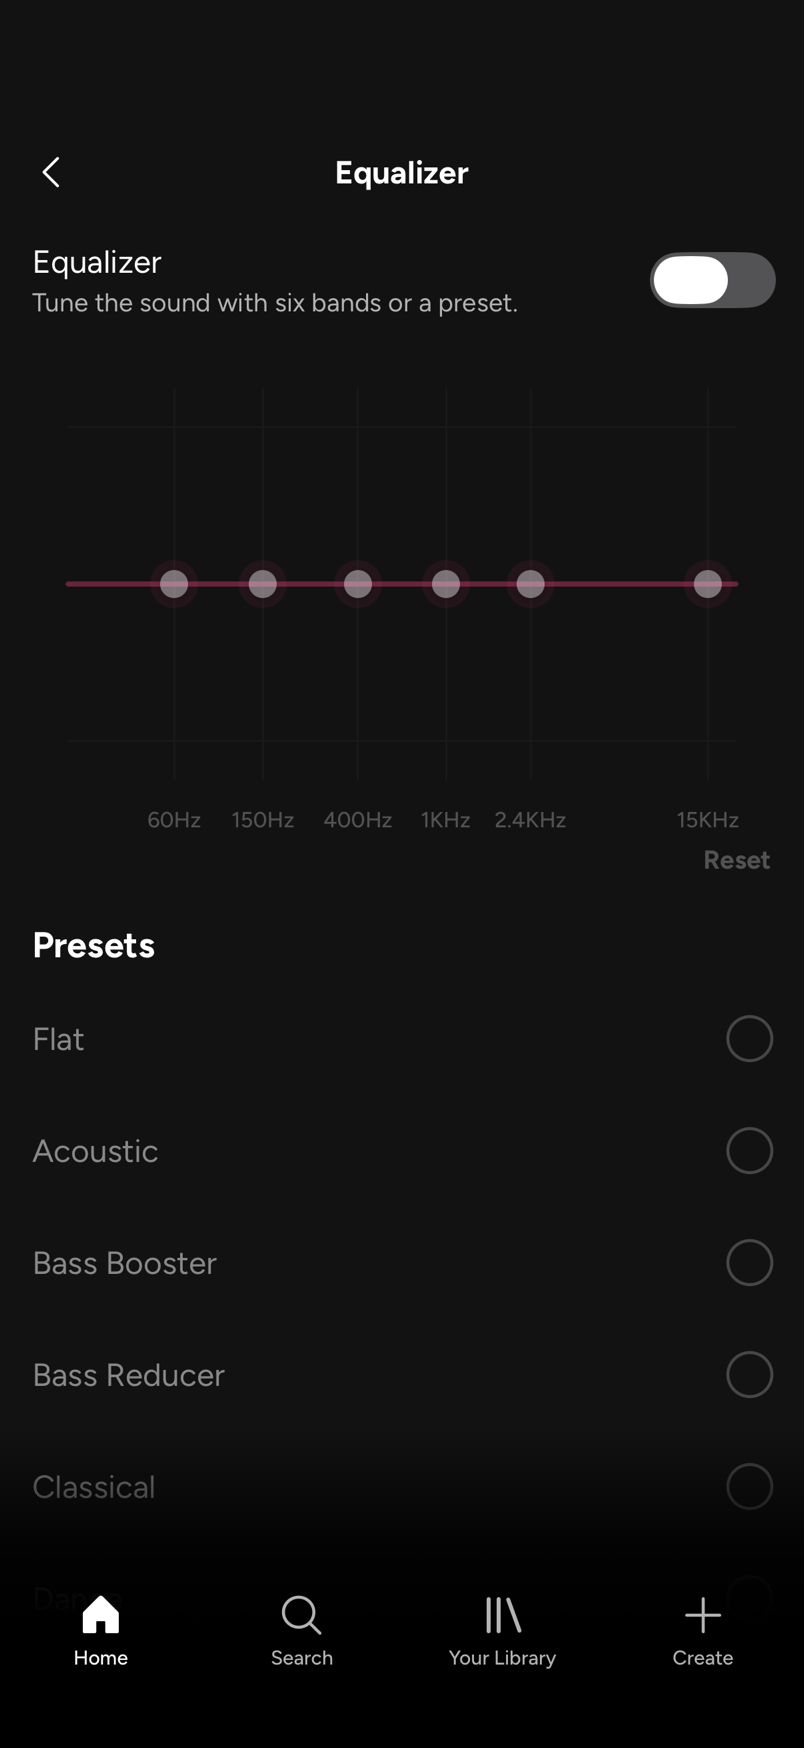 Equalizer
Equalizer
Tune the sound with six bands or a preset.
60Hz 150Hz 400Hz 1KHz 2.4KHz 15KHz
Reset
Presets
Flat
Acoustic
Bass Booster
Bass Reducer
Classical
Dance
Home Search Your Library Create